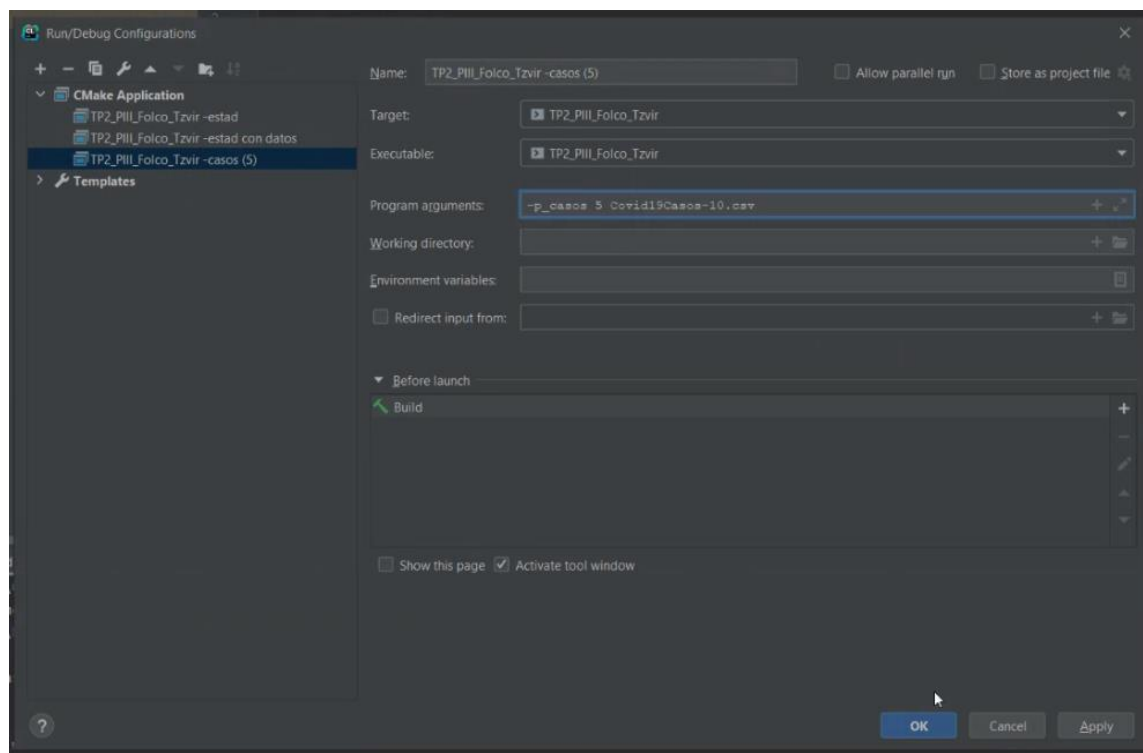 CL Run/Debug Configurations
Name: TP2_PIII_Folco_Tzvir -casos (5) Allow parallel run Store as project file
CMake Application
TP2_PIII_Folco_Tzvir -estad
TP2_PIII_Folco_Tzvir -estad con datos
TP2_PIII_Folco_Tzvir -casos (5)
Templates
Target: TP2_PIII_Folco_Tzvir
Executable: TP2_PIII_Folco_Tzvir
Program arguments: -p_casos 5 Covid19Casos-10.csv
Working directory:
Environment variables:
Redirect input from:
Before launch
Build
Show this page Activate tool window
? OK Cancel Apply